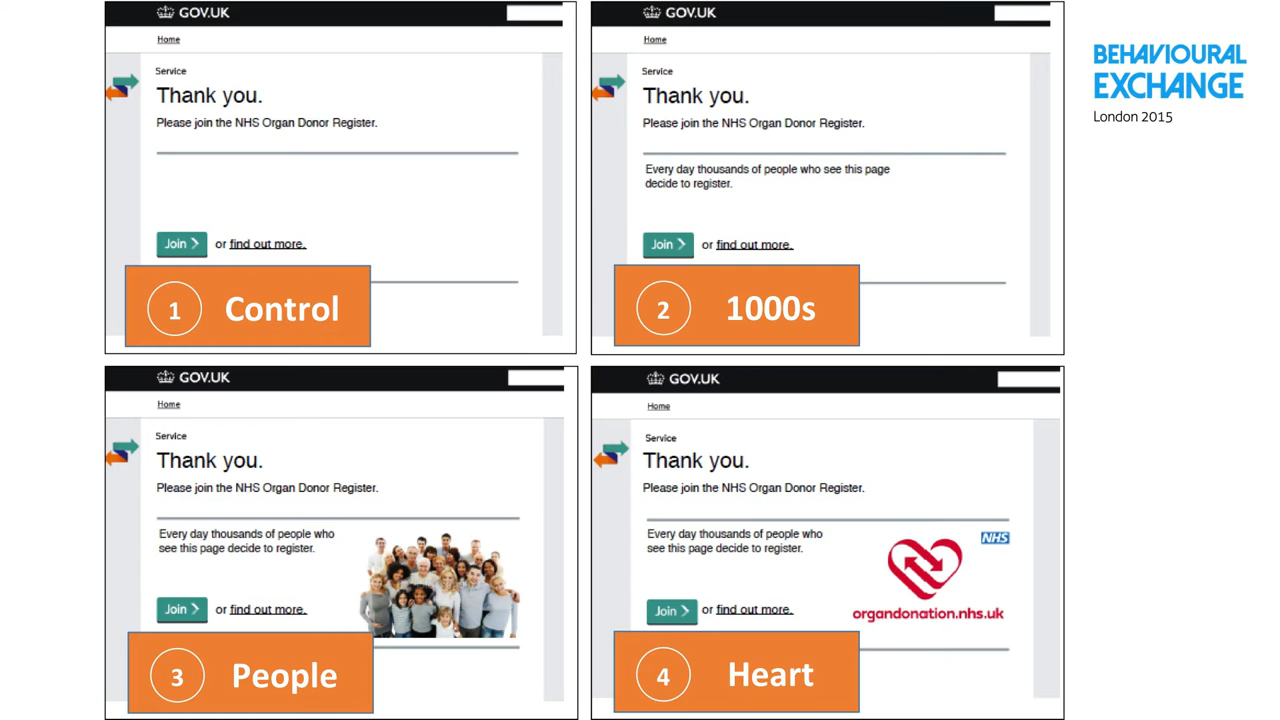 GOV.UK
Home
Service
Thank you.
Please join the NHS Organ Donor Register.
Join
or find out more.
1 Control
GOV.UK
Home
Service
Thank you.
Please join the NHS Organ Donor Register.
Every day thousands of people who see this page
decide to register.
Join
or find out more.
2 1000s
BEHAVIOURAL
EXCHANGE
London 2015
GOV.UK
Home
Service
Thank you.
Please join the NHS Organ Donor Register.
Every day thousands of people who
see this page decide to register.
Join
or find out more.
3 People
GOV.UK
Home
Service
Thank you.
Please join the NHS Organ Donor Register.
Every day thousands of people who
see this page decide to register.
NHS
organdonation.nhs.uk
Join
or find out more.
4 Heart